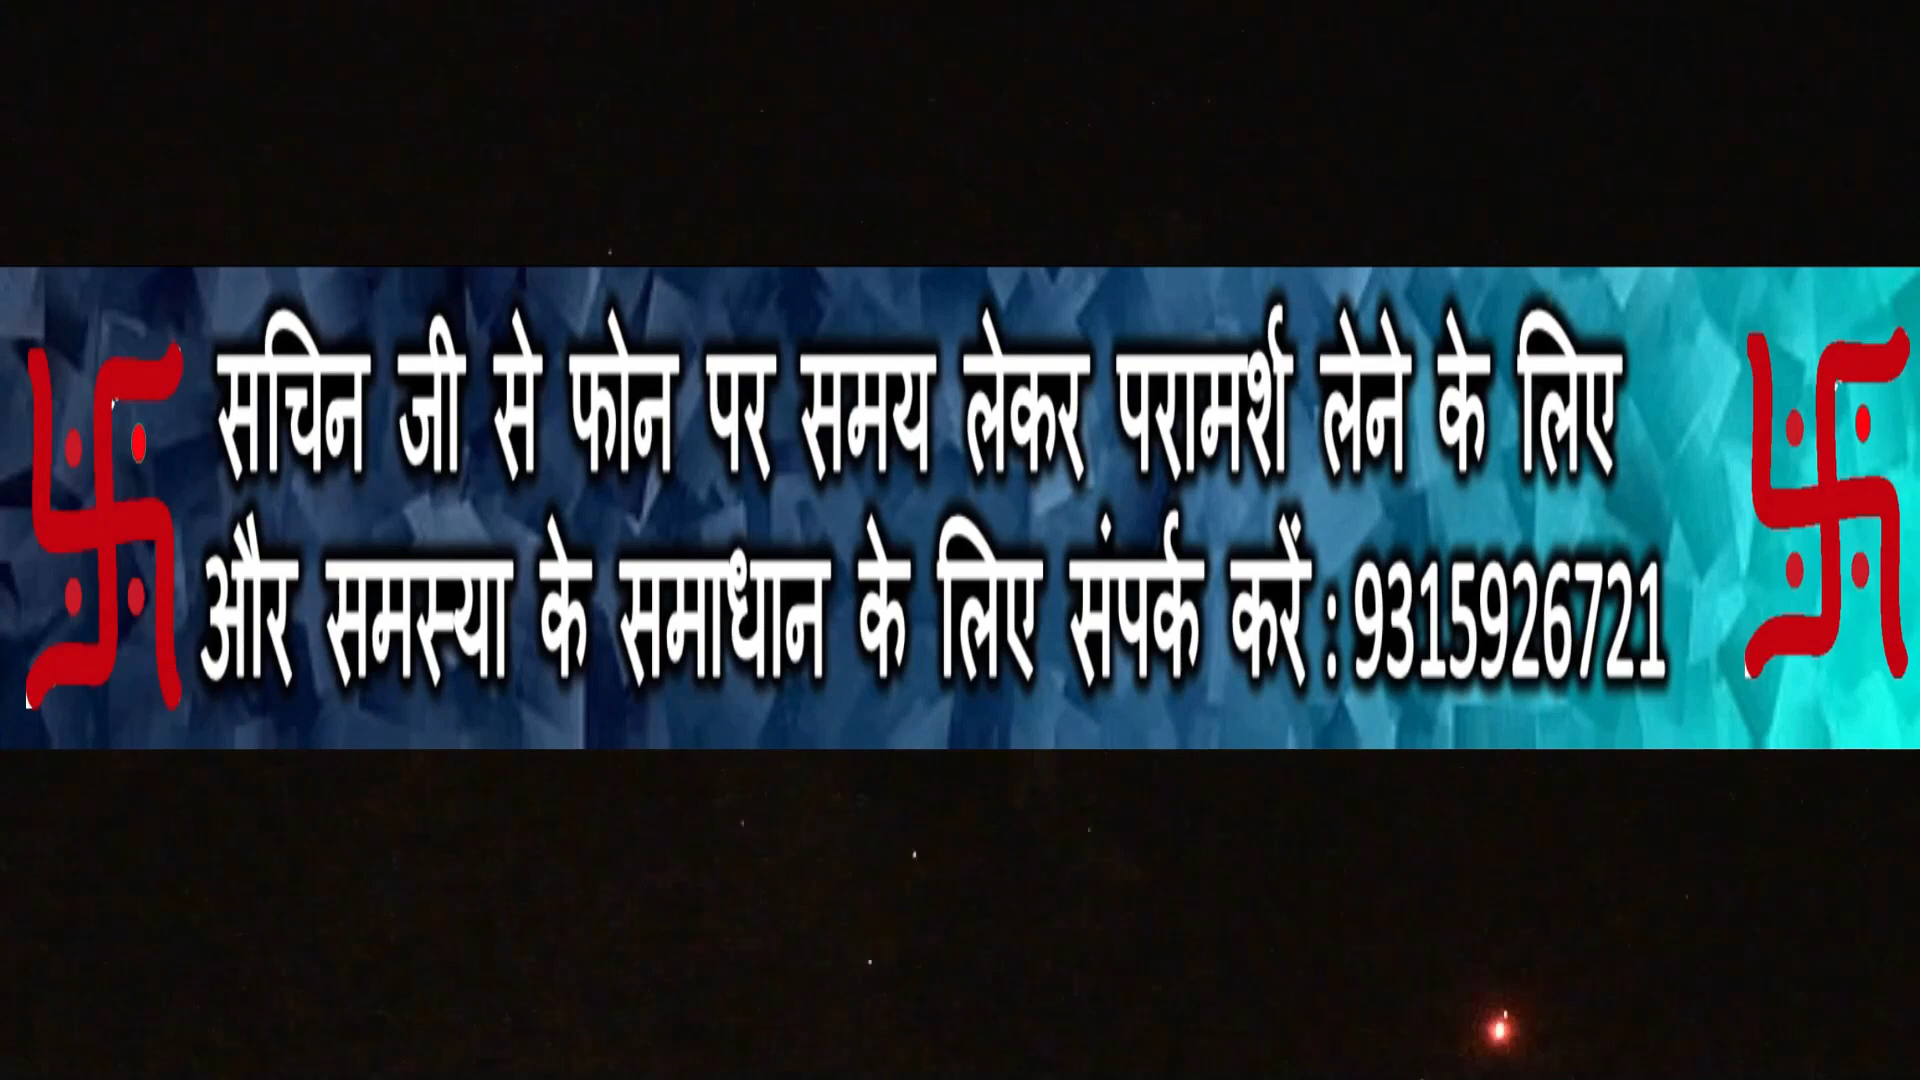 सचिन जी से फोन पर समय लेकर परामर्श लेने के लिए
और समस्या के समाधान के लिए संपर्क करें : 9315926721